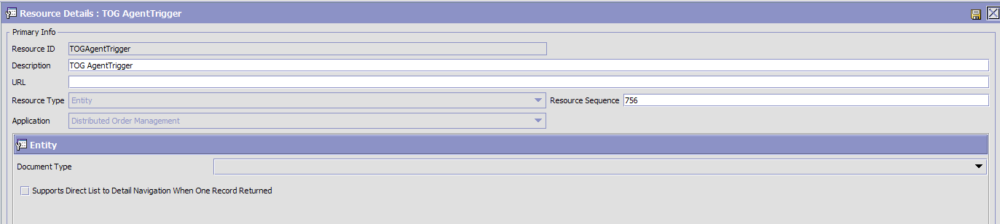 Resource Details : TOG AgentTrigger
Primary Info
Resource ID TOGAgentTrigger
Description TOG AgentTrigger
URL
Resource Type Entity Resource Sequence 756
Application Distributed Order Management
Entity
Document Type
Supports Direct List to Detail Navigation When One Record Returned